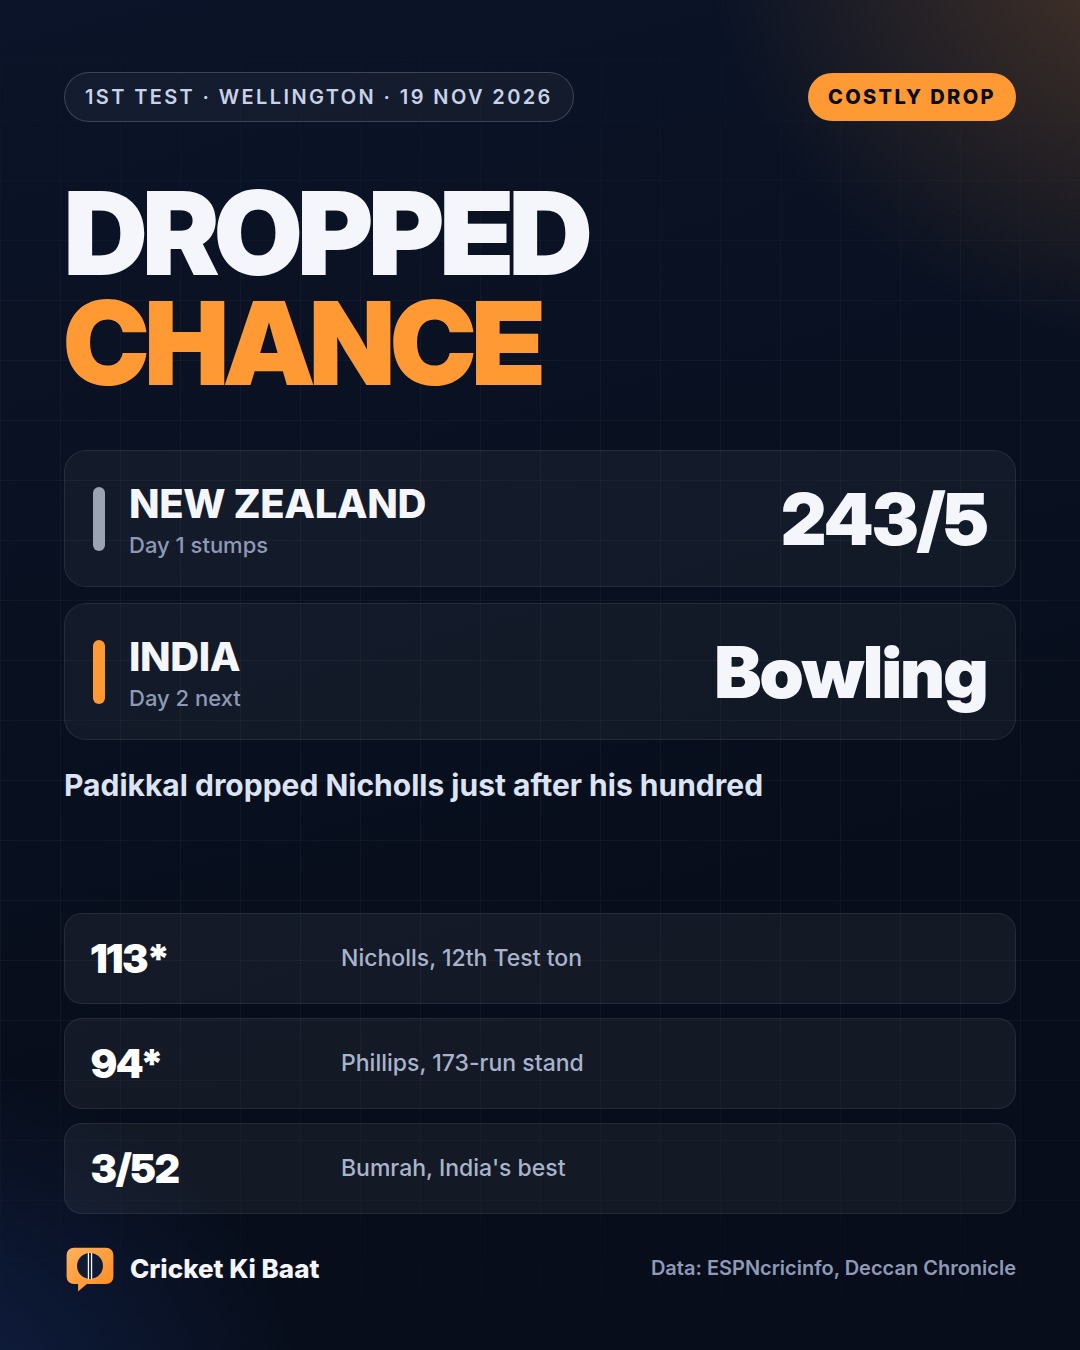 1ST TEST · WELLINGTON · 19 NOV 2026
COSTLY DROP
DROPPED
CHANCE
NEW ZEALAND
Day 1 stumps
243/5
INDIA
Day 2 next
Bowling
Padikkal dropped Nicholls just after his hundred
113*
Nicholls, 12th Test ton
94*
Phillips, 173-run stand
3/52
Bumrah, India's best
Cricket Ki Baat
Data: ESPNcricinfo, Deccan Chronicle